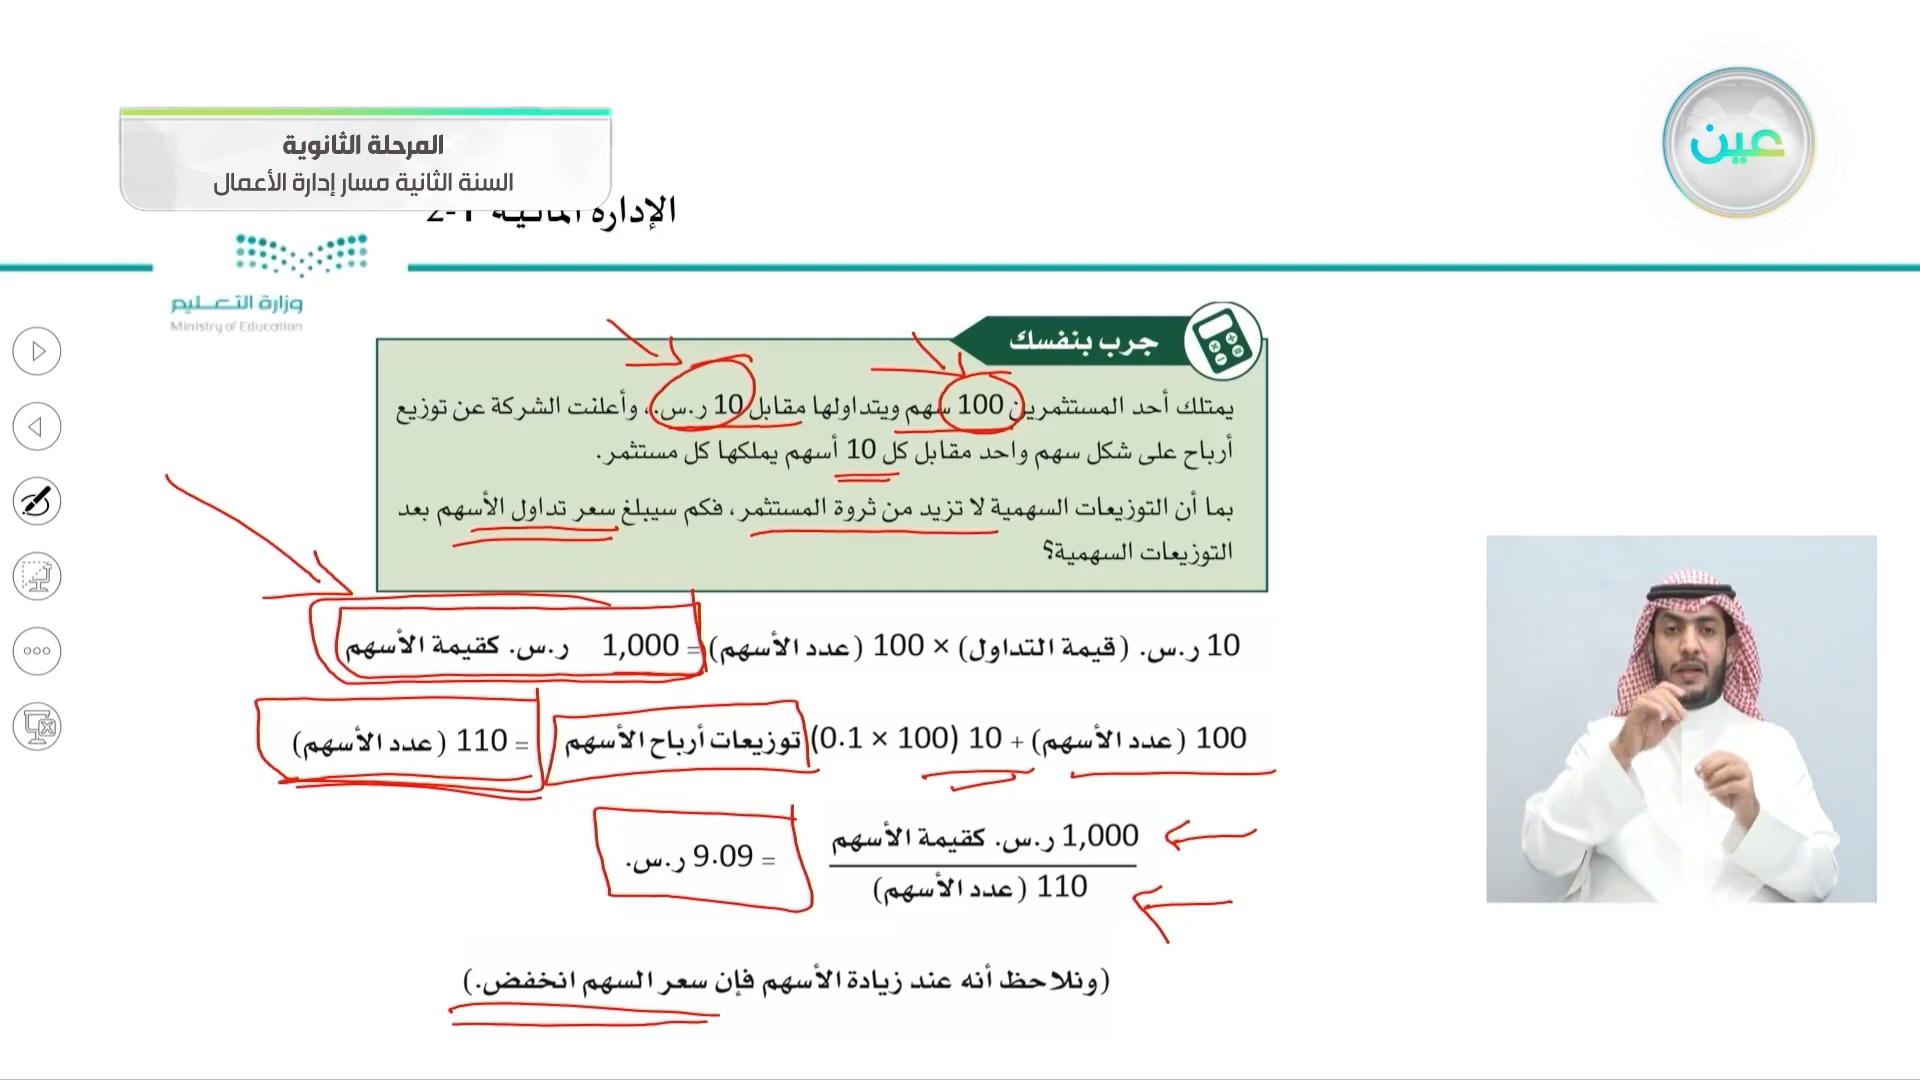 عين
المرحلة الثانوية
السنة الثانية مسار إدارة الأعمال
الإدارة المالية 1-2
وزارة التعليم
Ministry of Education
جرب بنفسك
يمتلك أحد المستثمرين 100 سهم ويتداولها مقابل 10 ر.س.، وأعلنت الشركة عن توزيع
أرباح على شكل سهم واحد مقابل كل 10 أسهم يملكها كل مستثمر.
بما أن التوزيعات السهمية لا تزيد من ثروة المستثمر، فكم سيبلغ سعر تداول الأسهم بعد
التوزيعات السهمية؟
10 ر.س. (قيمة التداول) × 100 (عدد الأسهم) = 1,000 ر.س. كقيمة الأسهم
100 (عدد الأسهم) + 10 (100 × 0.1) توزيعات أرباح الأسهم = 110 (عدد الأسهم)
1,000 ر.س. كقيمة الأسهم
110 (عدد الأسهم)
= 9.09 ر.س.
(ونلاحظ أنه عند زيادة الأسهم فإن سعر السهم انخفض.)